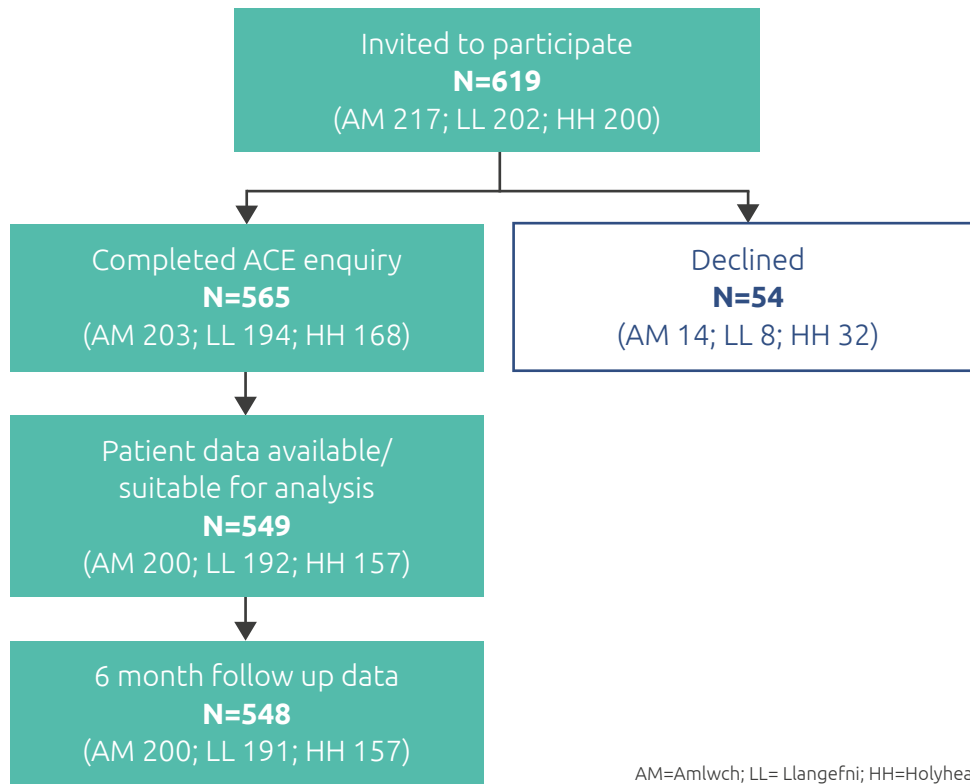 Invited to participate
N=619
(AM 217; LL 202; HH 200)
Completed ACE enquiry
N=565
(AM 203; LL 194; HH 168)
Declined
N=54
(AM 14; LL 8; HH 32)
Patient data available/
suitable for analysis
N=549
(AM 200; LL 192; HH 157)
6 month follow up data
N=548
(AM 200; LL 191; HH 157)
AM=Amlwch; LL= Llangefni; HH=Holyhea